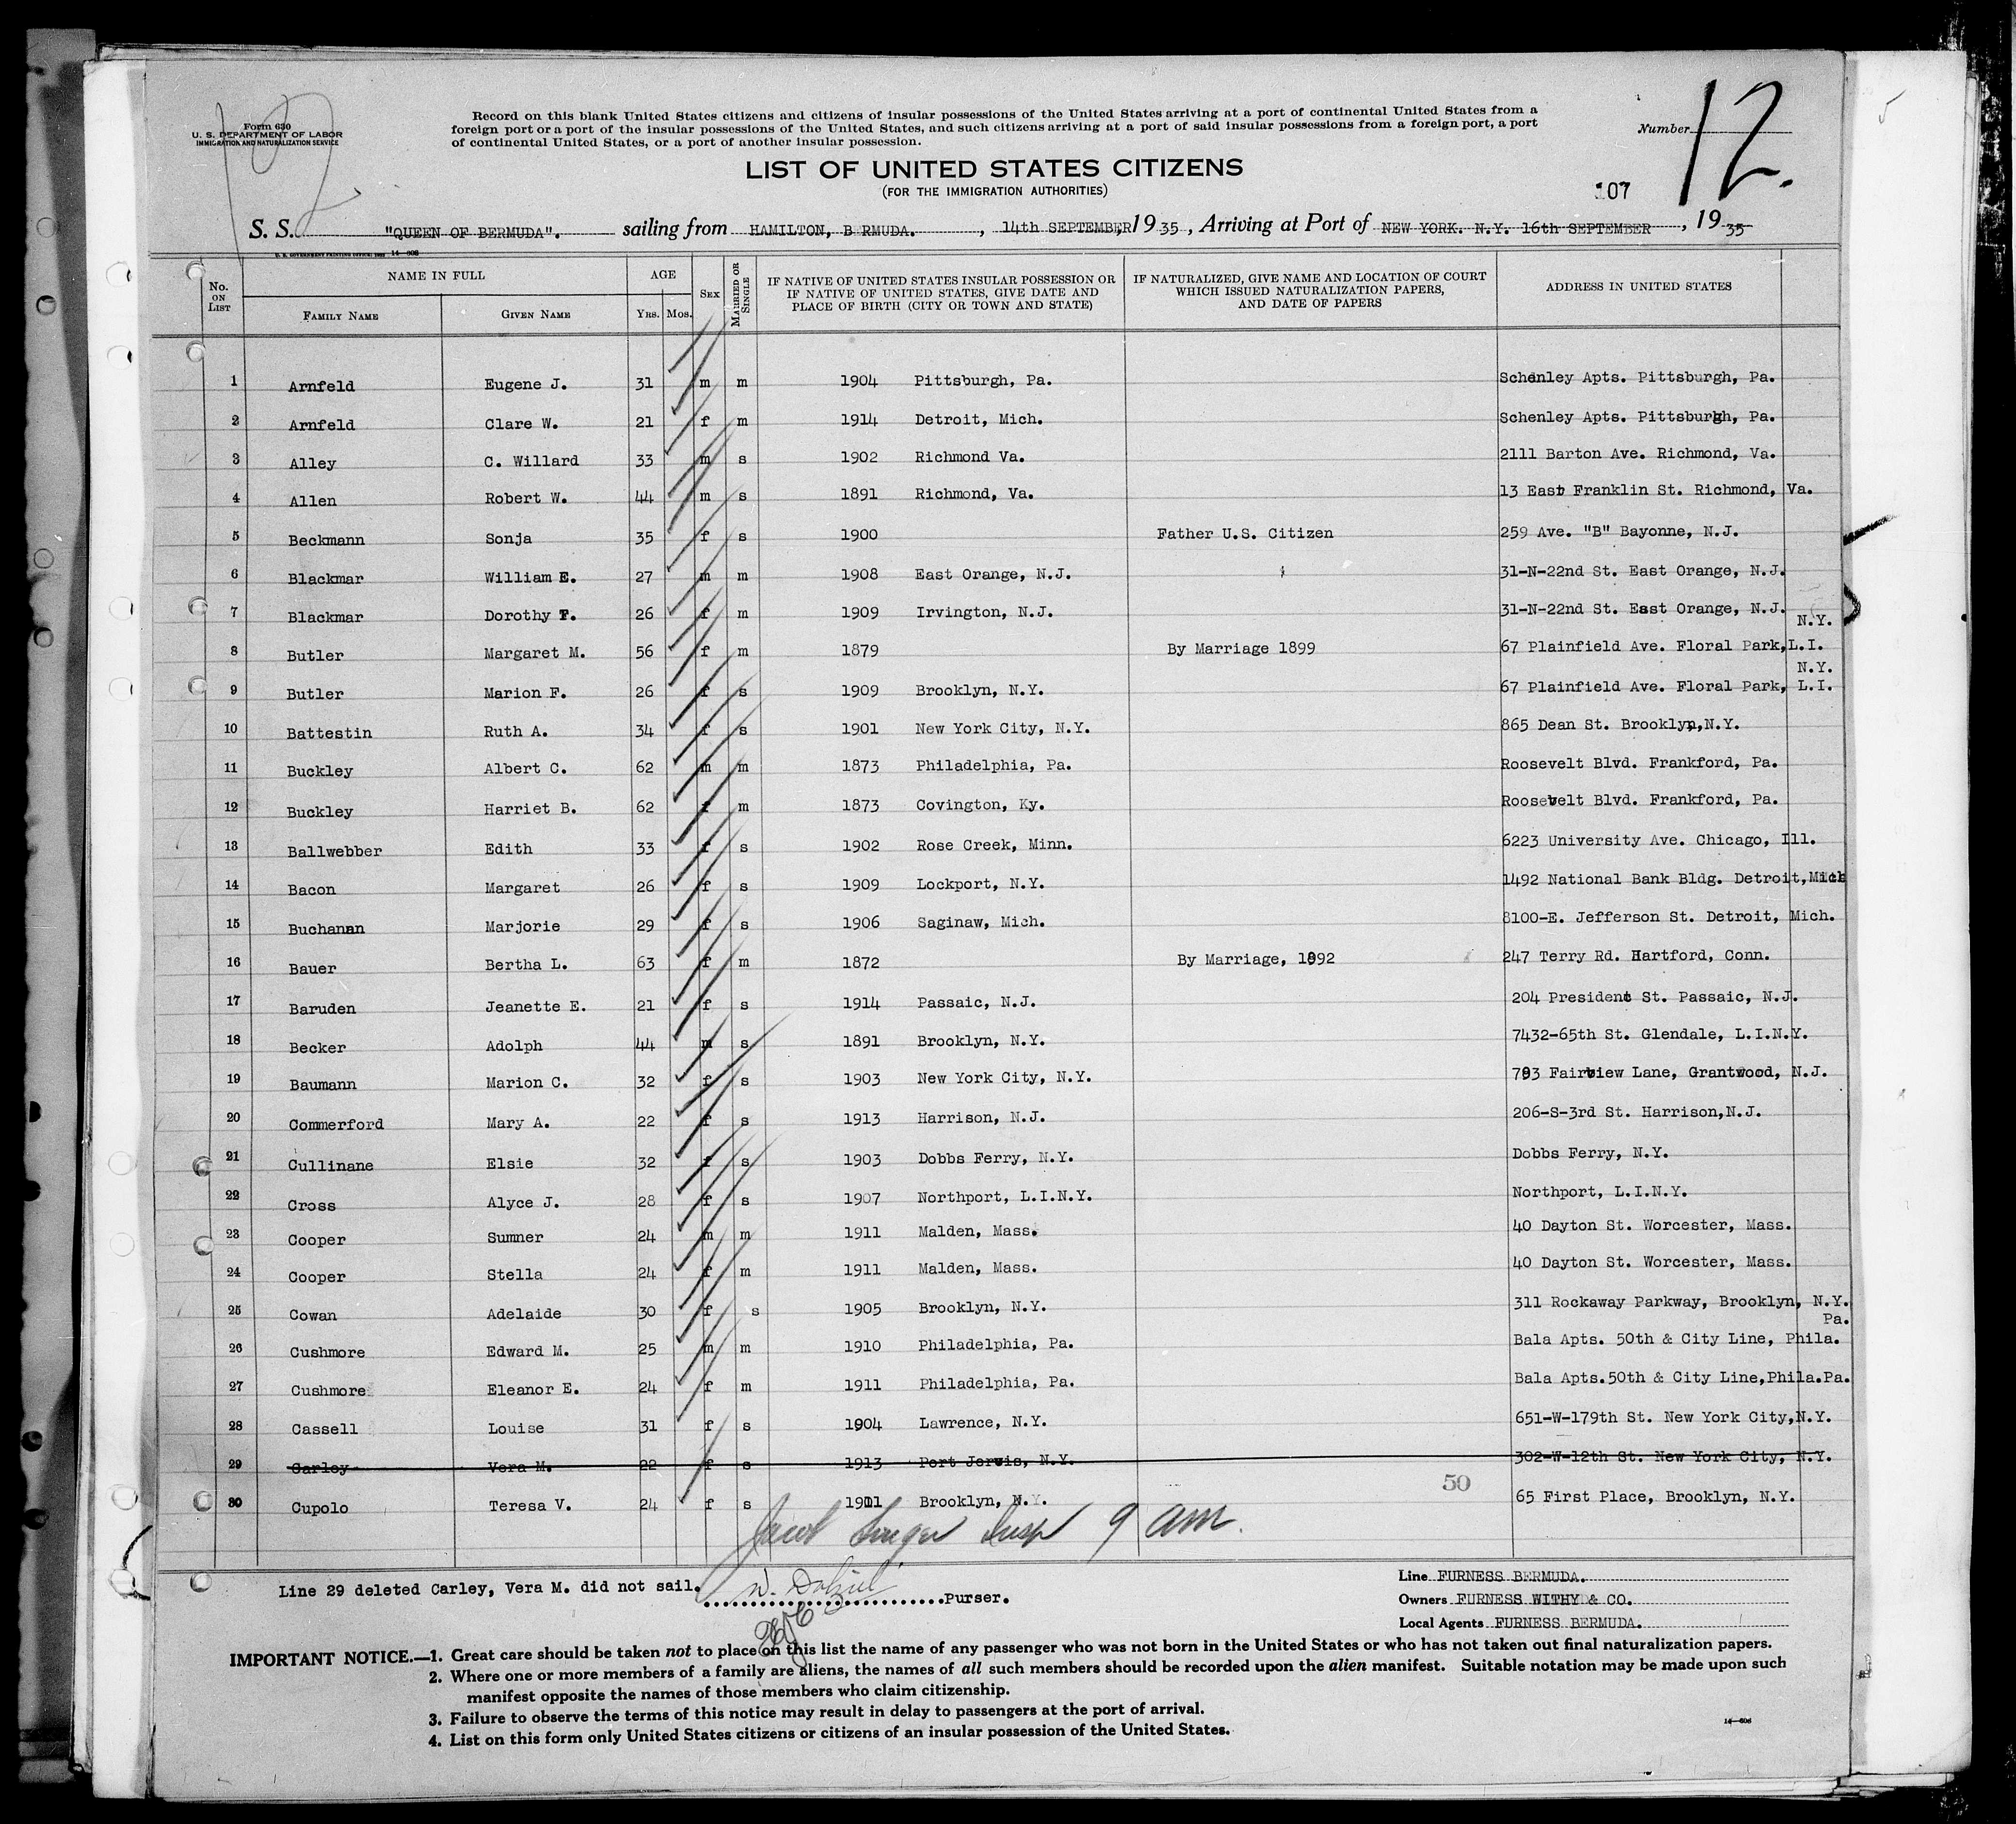 Form 630
U. S. DEPARTMENT OF LABOR
IMMIGRATION AND NATURALIZATION SERVICE
Record on this blank United States citizens and citizens of insular possessions of the United States arriving at a port of continental United States from a
foreign port or a port of the insular possessions of the United States, and such citizens arriving at a port of said insular possessions from a foreign port, a port
of continental United States, or a port of another insular possession.
Number 12.
LIST OF UNITED STATES CITIZENS
(FOR THE IMMIGRATION AUTHORITIES)
107
S. S. "QUEEN OF BERMUDA". sailing from HAMILTON, B RMUDA. , 14th SEPTEMBER, 19 35, Arriving at Port of NEW YORK. N.Y. 16th SEPTEMBER , 19 35
U. S. GOVERNMENT PRINTING OFFICE: 1933 14—606
No. ON LIST NAME IN FULL FAMILY NAME GIVEN NAME AGE YRS. MOS. SEX MARRIED OR SINGLE IF NATIVE OF UNITED STATES INSULAR POSSESSION OR IF NATIVE OF UNITED STATES, GIVE DATE AND PLACE OF BIRTH (CITY OR TOWN AND STATE) IF NATURALIZED, GIVE NAME AND LOCATION OF COURT WHICH ISSUED NATURALIZATION PAPERS, AND DATE OF PAPERS ADDRESS IN UNITED STATES
1 Arnfeld Eugene J. 31 m m 1904 Pittsburgh, Pa. Schenley Apts. Pittsburgh, Pa.
2 Arnfeld Clare W. 21 f m 1914 Detroit, Mich. Schenley Apts. Pittsburgh, Pa.
3 Alley C. Willard 33 m s 1902 Richmond Va. 2111 Barton Ave. Richmond, Va.
4 Allen Robert W. 44 m s 1891 Richmond, Va. 13 East Franklin St. Richmond, Va.
5 Beckmann Sonja 35 f s 1900 Father U.S. Citizen 259 Ave. "B" Bayonne, N.J.
6 Blackmar William E. 27 m m 1908 East Orange, N.J. 31-N-22nd St. East Orange, N.J.
7 Blackmar Dorothy F. 26 f m 1909 Irvington, N.J. 31-N-22nd St. East Orange, N.J.
8 Butler Margaret M. 56 f m 1879 By Marriage 1899 67 Plainfield Ave. Floral Park, L.I. N.Y.
9 Butler Marion F. 26 f s 1909 Brooklyn, N.Y. 67 Plainfield Ave. Floral Park, L.I. N.Y.
10 Battestin Ruth A. 34 f s 1901 New York City, N.Y. 865 Dean St. Brooklyn, N.Y.
11 Buckley Albert C. 62 m m 1873 Philadelphia, Pa. Roosevelt Blvd. Frankford, Pa.
12 Buckley Harriet B. 62 f m 1873 Covington, Ky. Roosevelt Blvd. Frankford, Pa.
13 Ballwebber Edith 33 f s 1902 Rose Creek, Minn. 6223 University Ave. Chicago, Ill.
14 Bacon Margaret 26 f s 1909 Lockport, N.Y. 1492 National Bank Bldg. Detroit, Mich
15 Buchanan Marjorie 29 f s 1906 Saginaw, Mich. 8100-E. Jefferson St. Detroit, Mich.
16 Bauer Bertha L. 63 f m 1872 By Marriage, 1892 247 Terry Rd. Hartford, Conn.
17 Baruden Jeanette E. 21 f s 1914 Passaic, N.J. 204 President St. Passaic, N.J.
18 Becker Adolph 44 m s 1891 Brooklyn, N.Y. 7432-65th St. Glendale, L.I.N.Y.
19 Baumann Marion C. 32 f s 1903 New York City, N.Y. 793 Fairview Lane, Grantwood, N.J.
20 Commerford Mary A. 22 f s 1913 Harrison, N.J. 206-S-3rd St. Harrison, N.J.
21 Cullinane Elsie 32 f s 1903 Dobbs Ferry, N.Y. Dobbs Ferry, N.Y.
22 Cross Alyce J. 28 f s 1907 Northport, L.I.N.Y. Northport, L.I.N.Y.
23 Cooper Sumner 24 m m 1911 Malden, Mass. 40 Dayton St. Worcester, Mass.
24 Cooper Stella 24 f m 1911 Malden, Mass. 40 Dayton St. Worcester, Mass.
25 Cowan Adelaide 30 f s 1905 Brooklyn, N.Y. 311 Rockaway Parkway, Brooklyn, N.Y.
26 Cushmore Edward M. 25 m m 1910 Philadelphia, Pa. Bala Apts. 50th & City Line, Phila. Pa.
27 Cushmore Eleanor E. 24 f m 1911 Philadelphia, Pa. Bala Apts. 50th & City Line, Phila. Pa.
28 Cassell Louise 31 f s 1904 Lawrence, N.Y. 651-W-179th St. New York City, N.Y.
29 Carley Vera M. 22 f s 1913 Port Jervis, N.Y. 302-W-12th St. New York City, N.Y.
30 Cupolo Teresa V. 24 f s 1911 Brooklyn, N.Y. 50 65 First Place, Brooklyn, N.Y.
Jacob Singer Insp 9 am.
Line 29 deleted Carley, Vera M. did not sail. Purser.
Line FURNESS BERMUDA.
Owners FURNESS WITHY & CO.
Local Agents FURNESS BERMUDA.
IMPORTANT NOTICE.—1. Great care should be taken not to place on this list the name of any passenger who was not born in the United States or who has not taken out final naturalization papers.
2. Where one or more members of a family are aliens, the names of all such members should be recorded upon the alien manifest. Suitable notation may be made upon such
manifest opposite the names of those members who claim citizenship.
3. Failure to observe the terms of this notice may result in delay to passengers at the port of arrival.
4. List on this form only United States citizens or citizens of an insular possession of the United States.
14—606